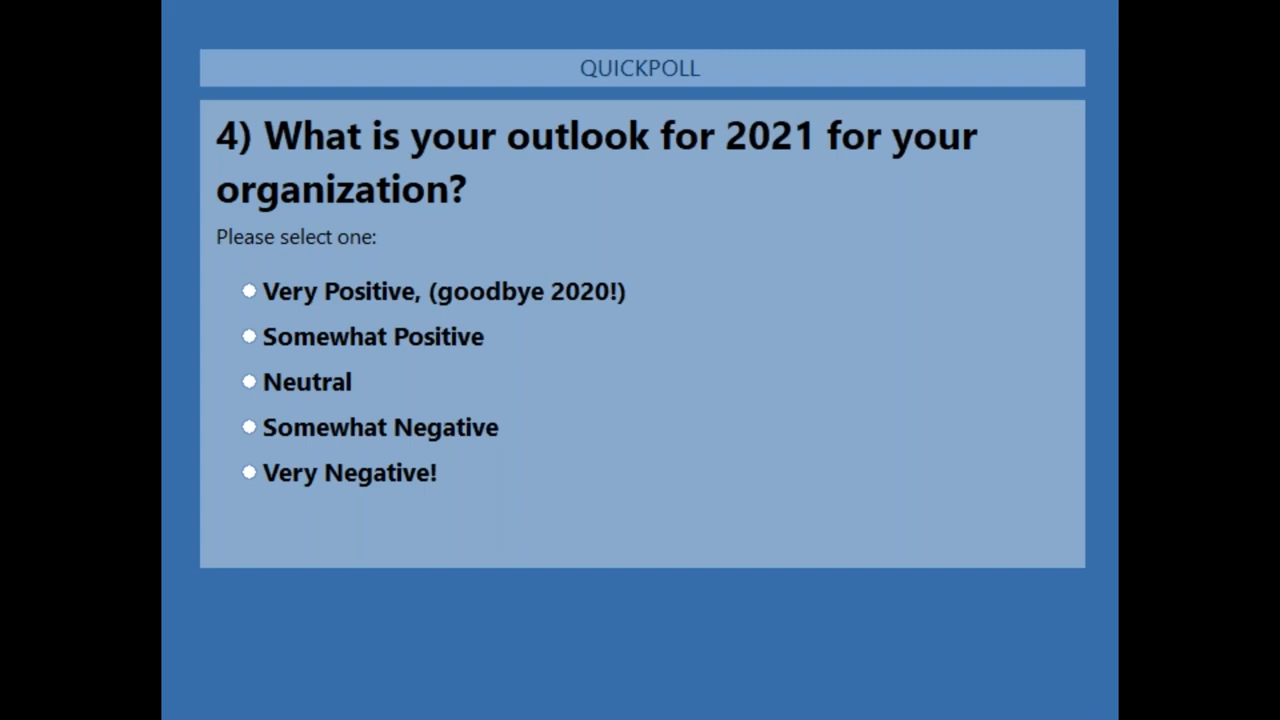 QUICKPOLL
4) What is your outlook for 2021 for your
organization?
Please select one:
Very Positive, (goodbye 2020!)
Somewhat Positive
Neutral
Somewhat Negative
Very Negative!